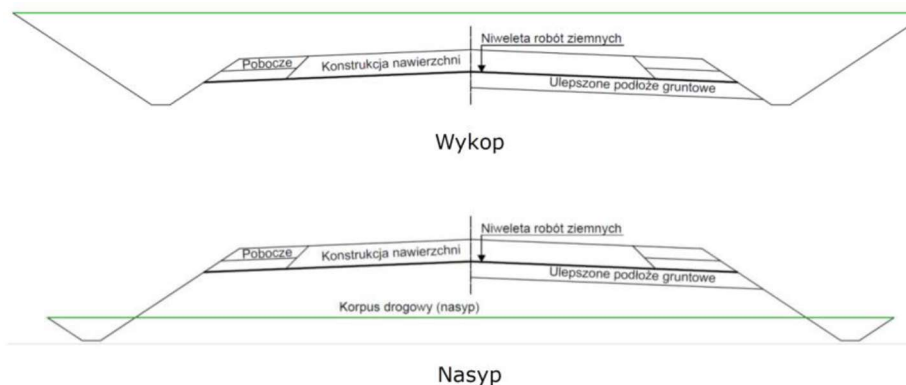 Niweleta robót ziemnych
Pobocze
Konstrukcja nawierzchni
Ulepszone podłoże gruntowe
Wykop
Niweleta robót ziemnych
Pobocze
Konstrukcja nawierzchni
Ulepszone podłoże gruntowe
Korpus drogowy (nasyp)
Nasyp